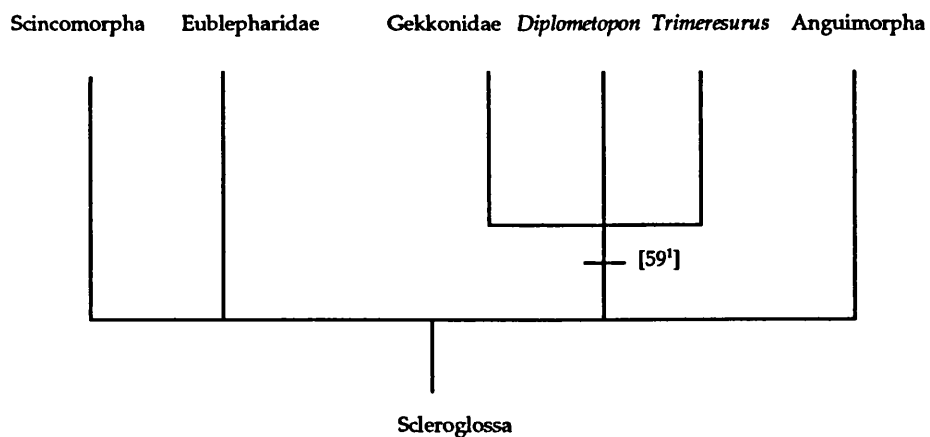 Scincomorpha Eublepharidae Gekkonidae Diplometopon Trimeresurus Anguimorpha
[59¹]
Scleroglossa